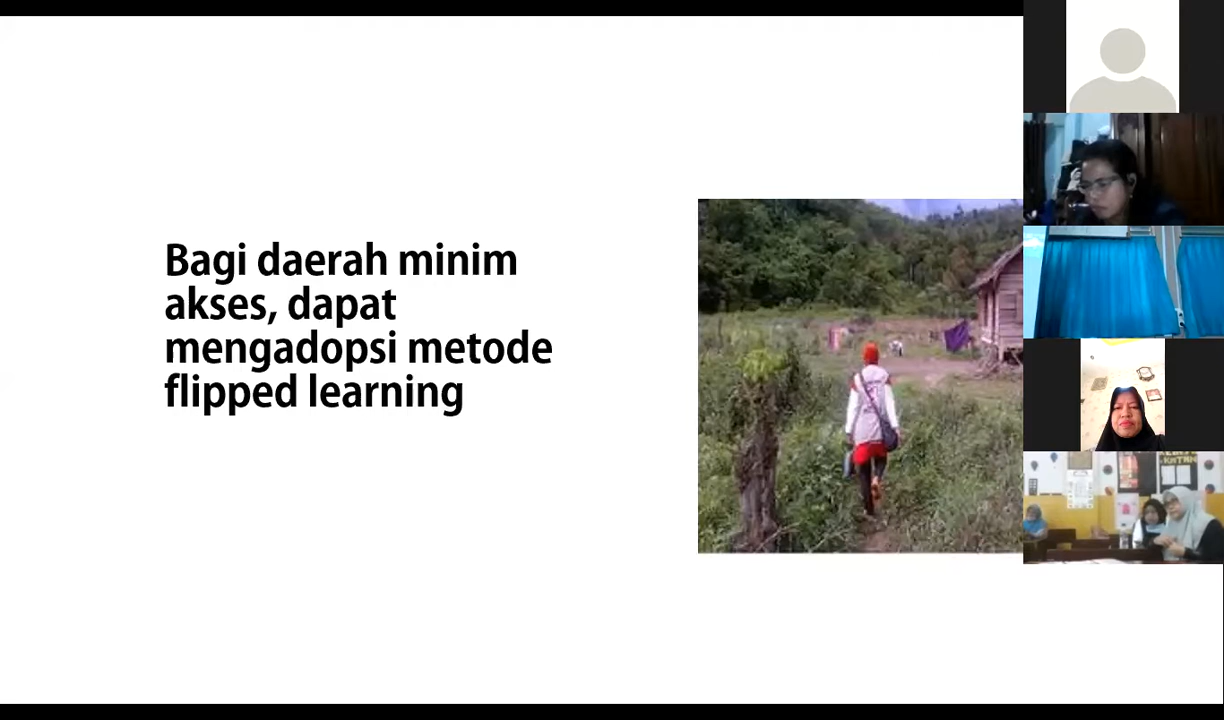 Bagi daerah minim
akses, dapat
mengadopsi metode
flipped learning